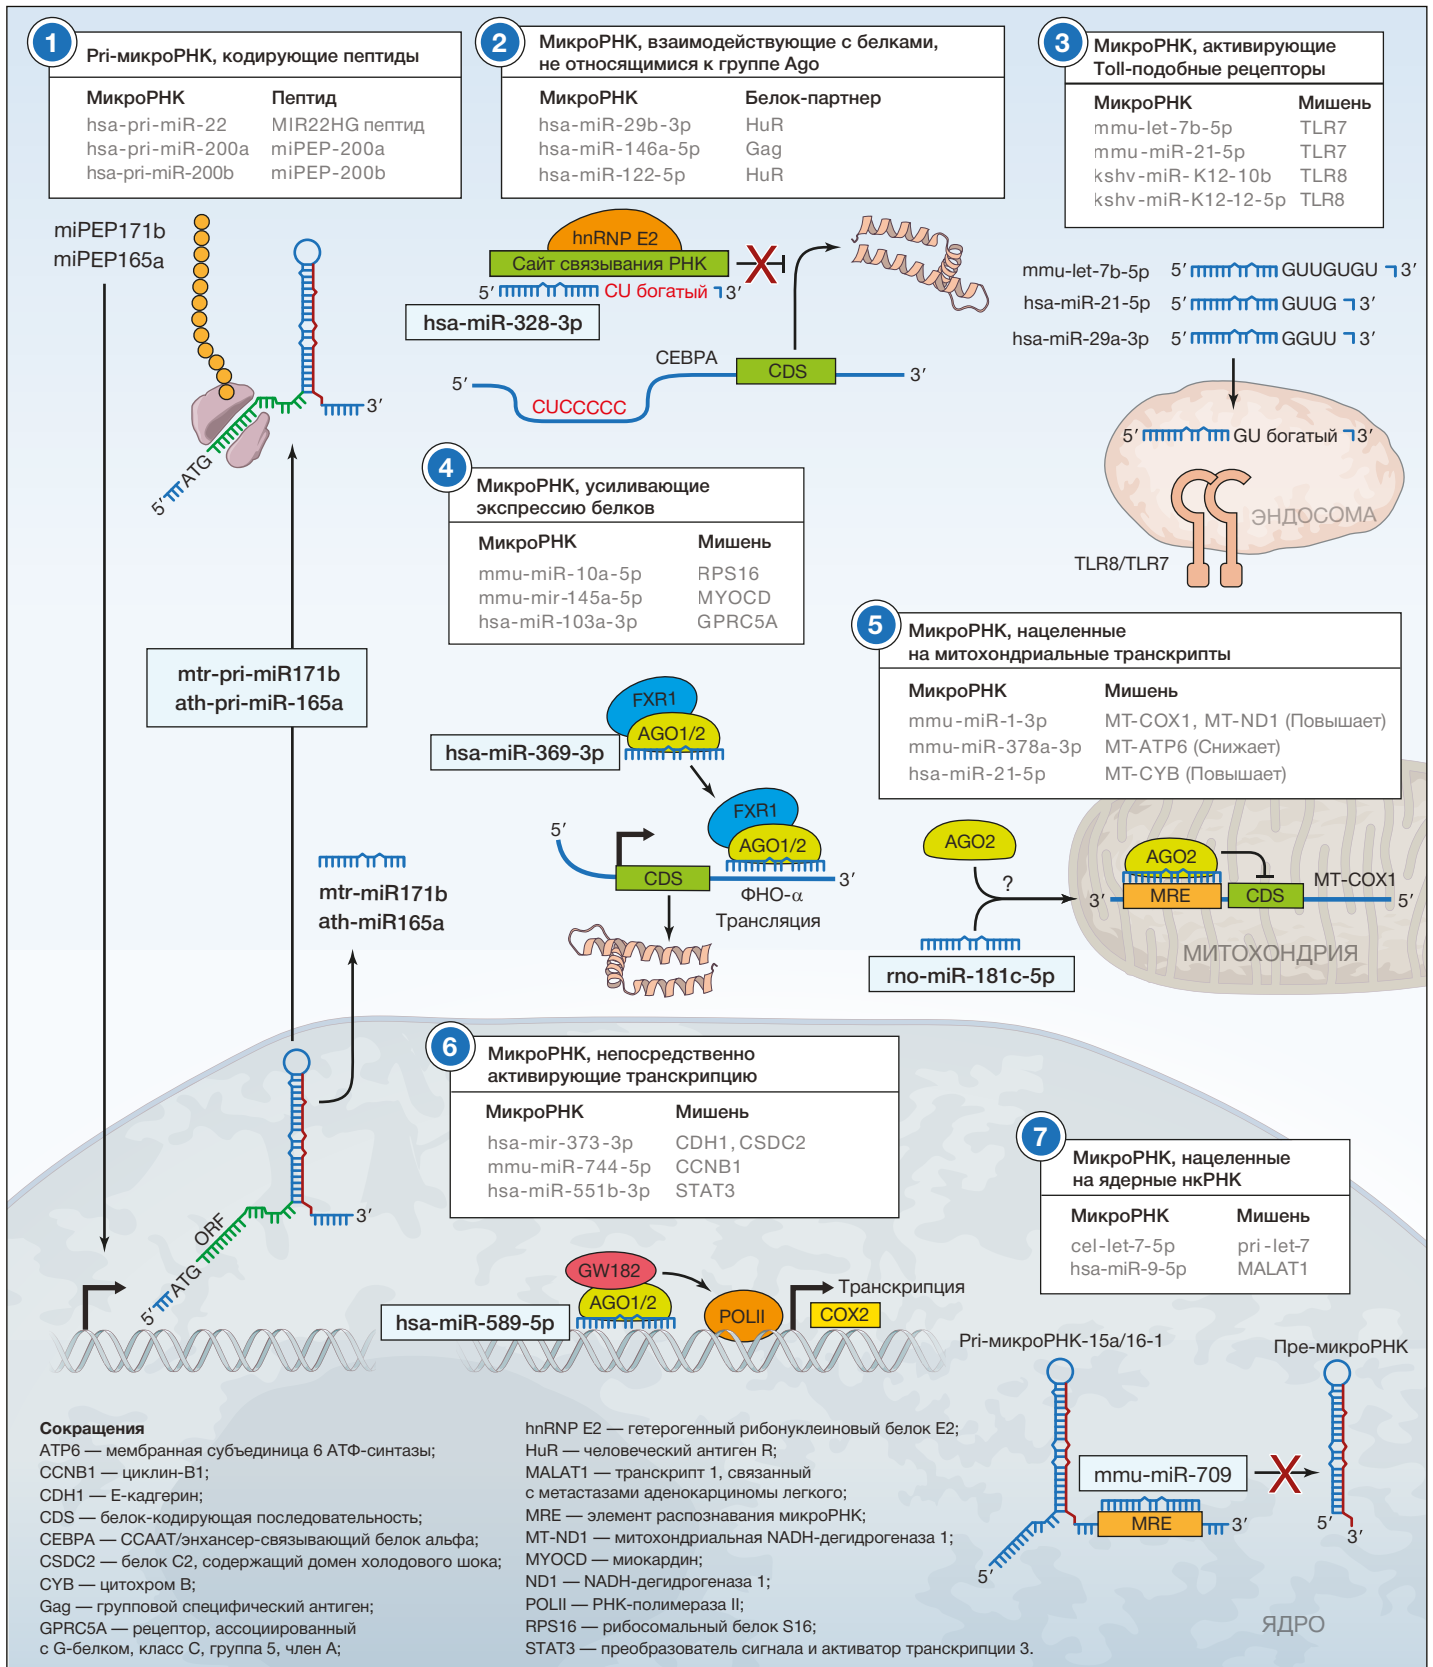 1
Pri-микроРНК, кодирующие пептиды
МикроРНК Пептид
hsa-pri-miR-22 MIR22HG пептид
hsa-pri-miR-200a miPEP-200a
hsa-pri-miR-200b miPEP-200b
miPEP171b
miPEP165a
3′
ATG
5′
mtr-pri-miR171b
ath-pri-miR-165a
mtr-miR171b
ath-miR165a
3′
ORF
ATG
5′
2
МикроРНК, взаимодействующие с белками,
не относящимися к группе Ago
МикроРНК Белок-партнер
hsa-miR-29b-3p HuR
hsa-miR-146a-5p Gag
hsa-miR-122-5p HuR
hnRNP E2
Сайт связывания РНК
X
5′ CU богатый 3′
hsa-miR-328-3p
CEBPA
CDS
5′ 3′
CUCCCCC
3
МикроРНК, активирующие
Toll-подобные рецепторы
МикроРНК Мишень
mmu-let-7b-5p TLR7
mmu-miR-21-5p TLR7
kshv-miR-K12-10b TLR8
kshv-miR-K12-12-5p TLR8
mmu-let-7b-5p 5′ GUUGUGU 3′
hsa-miR-21-5p 5′ GUUG 3′
hsa-miR-29a-3p 5′ GGUU 3′
5′ GU богатый 3′
ЭНДОСОМА
TLR8/TLR7
4
МикроРНК, усиливающие
экспрессию белков
МикроРНК Мишень
mmu-miR-10a-5p RPS16
mmu-mir-145a-5p MYOCD
hsa-miR-103a-3p GPRC5A
FXR1
AGO1/2
hsa-miR-369-3p
FXR1
AGO1/2
5′
CDS
3′
ФНО-α
Трансляция
5
МикроРНК, нацеленные
на митохондриальные транскрипты
МикроРНК Мишень
mmu-miR-1-3p MT-COX1, MT-ND1 (Повышает)
mmu-miR-378a-3p MT-ATP6 (Снижает)
hsa-miR-21-5p MT-CYB (Повышает)
AGO2
?
rno-miR-181c-5p
AGO2
MT-COX1
3′ MRE CDS 5′
МИТОХОНДРИЯ
6
МикроРНК, непосредственно
активирующие транскрипцию
МикроРНК Мишень
hsa-mir-373-3p CDH1, CSDC2
mmu-miR-744-5p CCNB1
hsa-miR-551b-3p STAT3
GW182
AGO1/2
hsa-miR-589-5p
POLII
Транскрипция
COX2
7
МикроРНК, нацеленные
на ядерные нкРНК
МикроРНК Мишень
cel-let-7-5p pri-let-7
hsa-miR-9-5p MALAT1
Pri-микроРНК-15a/16-1
Пре-микроРНК
mmu-miR-709
X
MRE
3′
5′
5′
3′
ЯДРО
Сокращения
ATP6 — мембранная субъединица 6 АТФ-синтазы;
CCNB1 — циклин-B1;
CDH1 — E-кадгерин;
CDS — белок-кодирующая последовательность;
CEBPA — CCAAT/энхансер-связывающий белок альфа;
CSDC2 — белок C2, содержащий домен холодового шока;
CYB — цитохром B;
Gag — групповой специфический антиген;
GPRC5A — рецептор, ассоциированный
с G-белком, класс C, группа 5, член A;
hnRNP E2 — гетерогенный рибонуклеиновый белок E2;
HuR — человеческий антиген R;
MALAT1 — транскрипт 1, связанный
с метастазами аденокарциномы легкого;
MRE — элемент распознавания микроРНК;
MT-ND1 — митохондриальная NADH-дегидрогеназа 1;
MYOCD — миокардин;
ND1 — NADH-дегидрогеназа 1;
POLII — РНК-полимераза II;
RPS16 — рибосомальный белок S16;
STAT3 — преобразователь сигнала и активатор транскрипции 3.